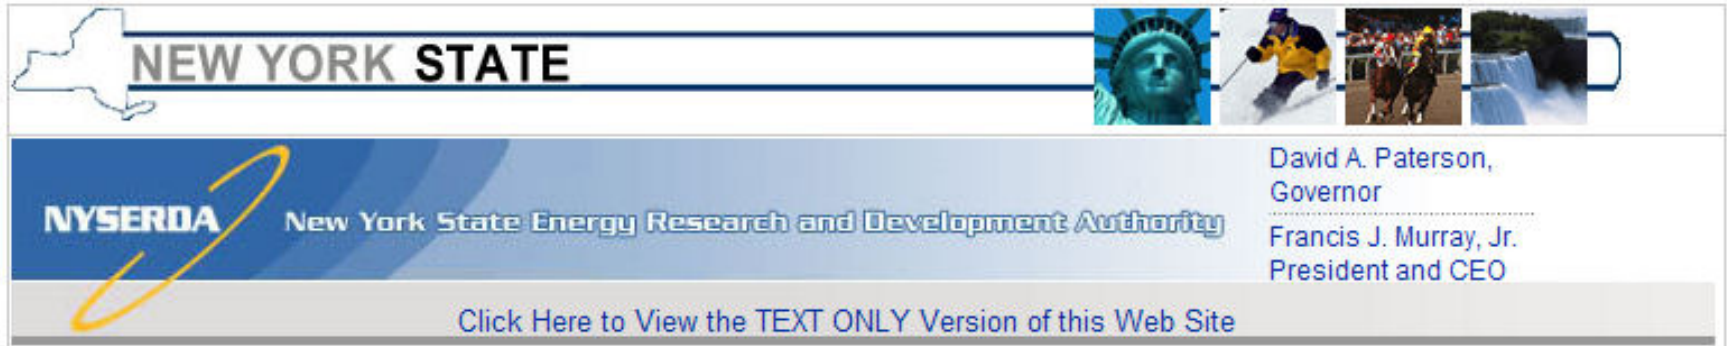 NEW YORK STATE
David A. Paterson,
Governor
NYSERDA New York State Energy Research and Development Authority
Francis J. Murray, Jr.
President and CEO
Click Here to View the TEXT ONLY Version of this Web Site